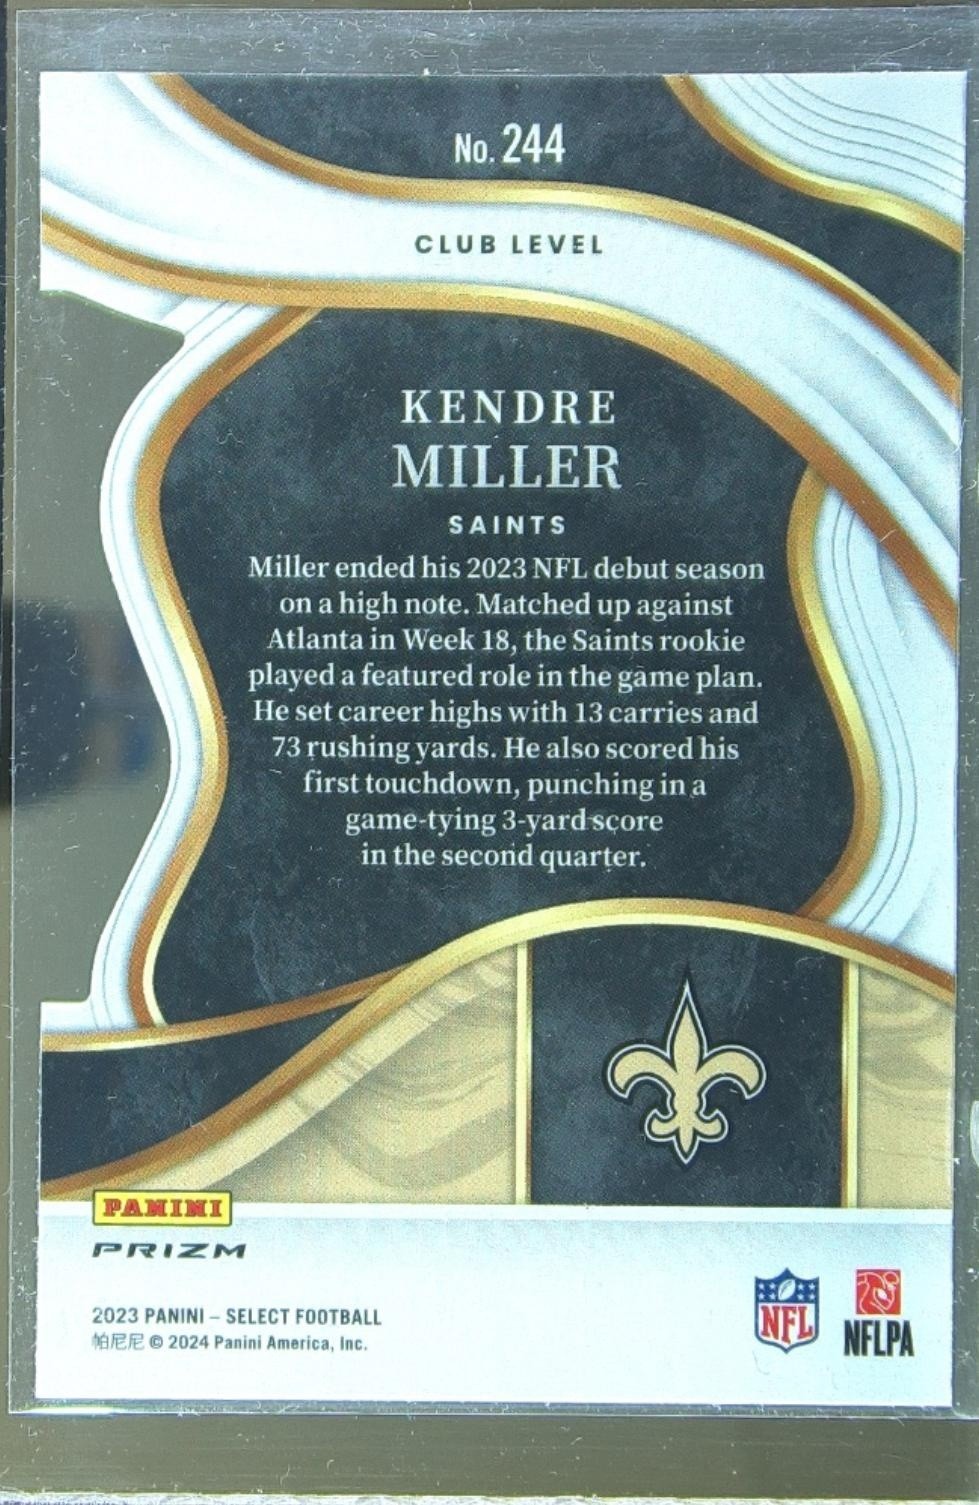 No. 244
CLUB LEVEL
KENDRE
MILLER
SAINTS
Miller ended his 2023 NFL debut season
on a high note. Matched up against
Atlanta in Week 18, the Saints rookie
played a featured role in the game plan.
He set career highs with 13 carries and
73 rushing yards. He also scored his
first touchdown, punching in a
game-tying 3-yard score
in the second quarter.
PANINI
PRIZM
2023 PANINI – SELECT FOOTBALL
帕尼尼 © 2024 Panini America, Inc.
NFL
NFLPA